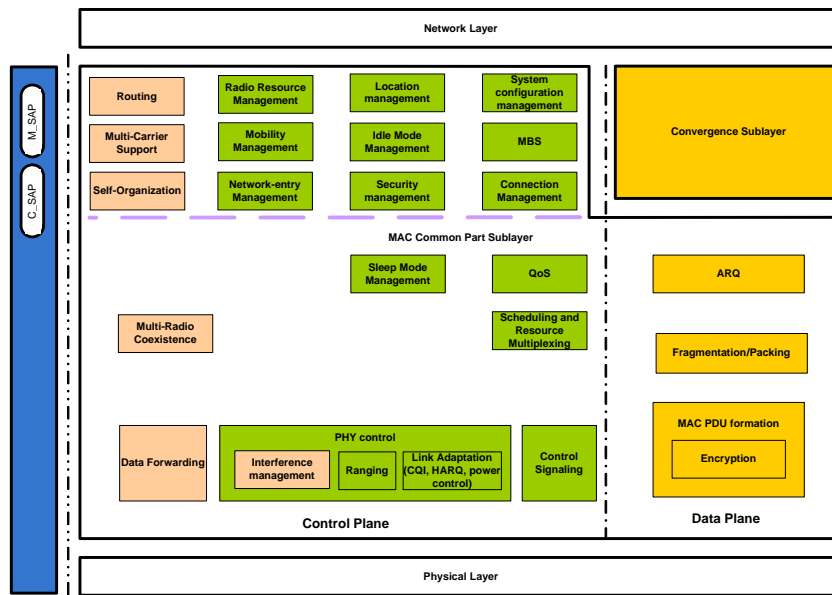 Network Layer
M_SAP
C_SAP
Routing
Radio Resource
Management
Location
management
System
configuration
management
Convergence Sublayer
Multi-Carrier
Support
Mobility
Management
Idle Mode
Management
MBS
Self-Organization
Network-entry
Management
Security
management
Connection
Management
MAC Common Part Sublayer
Sleep Mode
Management
QoS
ARQ
Multi-Radio
Coexistence
Scheduling and
Resource
Multiplexing
Fragmentation/Packing
Data Forwarding
PHY control
Interference
management
Ranging
Link Adaptation
(CQI, HARQ, power
control)
Control
Signaling
MAC PDU formation
Encryption
Control Plane
Data Plane
Physical Layer